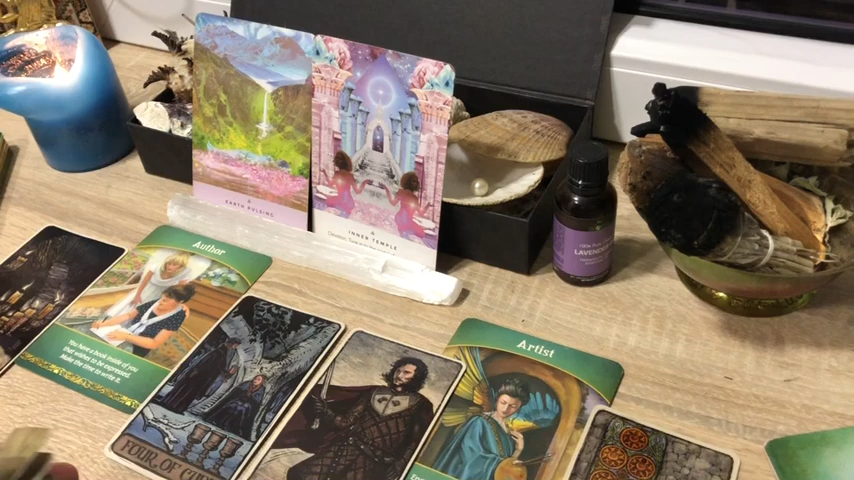 EARTH PULSING
INNER TEMPLE
LAVENDER
Author
You have a book inside of you
that wishes to be expressed.
Make the time to write it.
Artist
FOUR OF CUPS